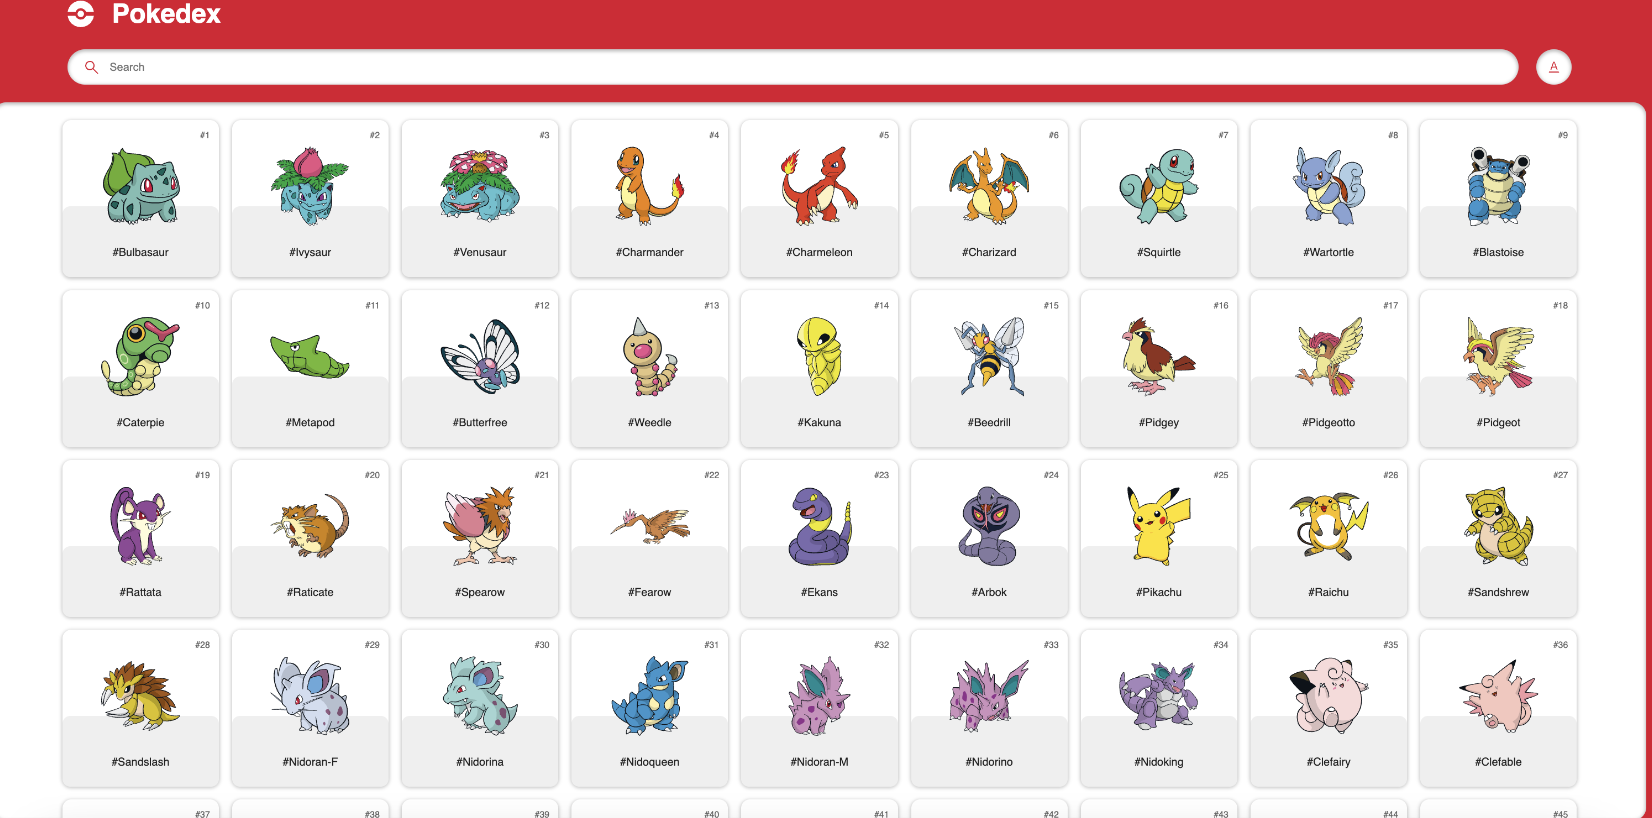 Pokedex
Search
A
#1 #2 #3 #4 #5 #6 #7 #8 #9
#Bulbasaur #Ivysaur #Venusaur #Charmander #Charmeleon #Charizard #Squirtle #Wartortle #Blastoise
#10 #11 #12 #13 #14 #15 #16 #17 #18
#Caterpie #Metapod #Butterfree #Weedle #Kakuna #Beedrill #Pidgey #Pidgeotto #Pidgeot
#19 #20 #21 #22 #23 #24 #25 #26 #27
#Rattata #Raticate #Spearow #Fearow #Ekans #Arbok #Pikachu #Raichu #Sandshrew
#28 #29 #30 #31 #32 #33 #34 #35 #36
#Sandslash #Nidoran-F #Nidorina #Nidoqueen #Nidoran-M #Nidorino #Nidoking #Clefairy #Clefable
#37 #38 #39 #40 #41 #42 #43 #44 #45